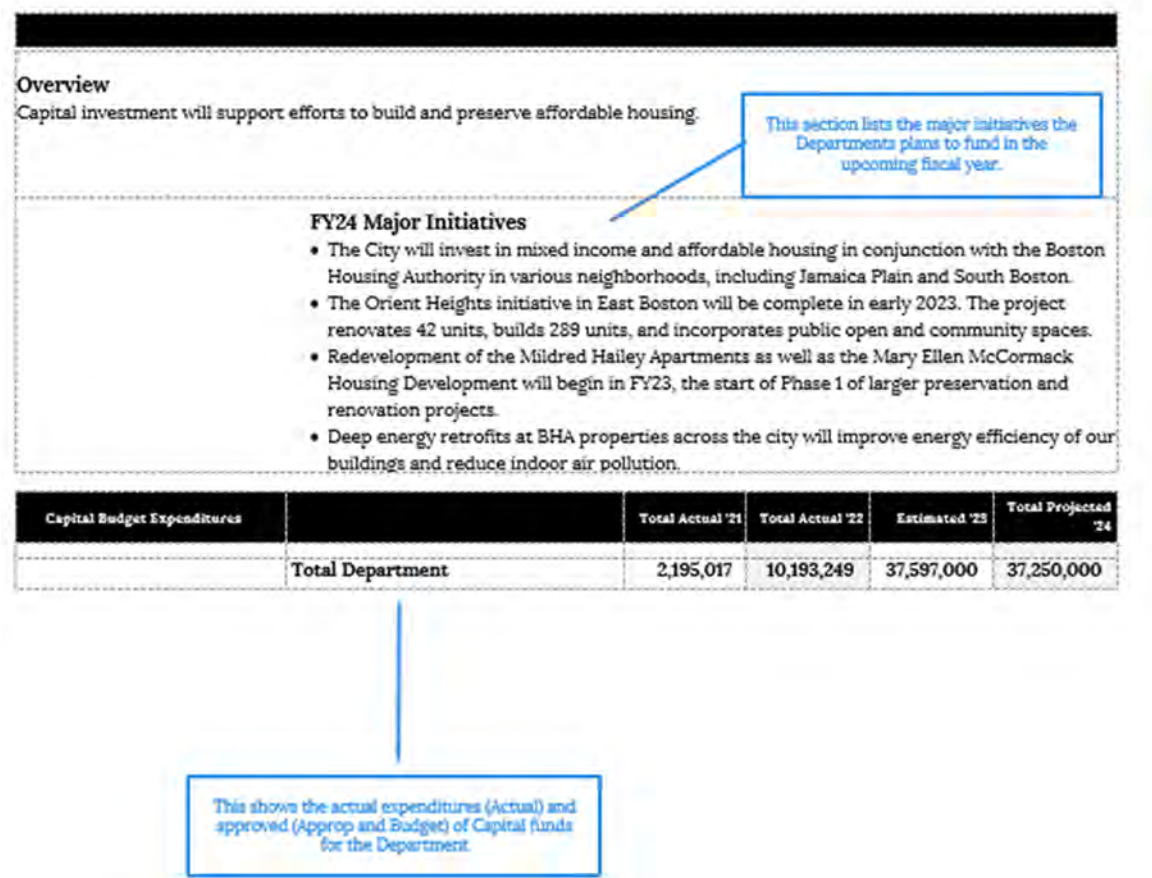 Overview
Capital investment will support efforts to build and preserve affordable housing.
This section lists the major initiatives the
Departments plans to fund in the
upcoming fiscal year.
FY24 Major Initiatives
• The City will invest in mixed income and affordable housing in conjunction with the Boston
Housing Authority in various neighborhoods, including Jamaica Plain and South Boston.
• The Orient Heights initiative in East Boston will be complete in early 2023. The project
renovates 42 units, builds 289 units, and incorporates public open and community spaces.
• Redevelopment of the Mildred Hailey Apartments as well as the Mary Ellen McCormack
Housing Development will begin in FY23, the start of Phase 1 of larger preservation and
renovation projects.
• Deep energy retrofits at BHA properties across the city will improve energy efficiency of our
buildings and reduce indoor air pollution.
Capital Budget Expenditures Total Actual '21 Total Actual '22 Estimated '23 Total Projected
'24
Total Department 2,195,017 10,193,249 37,597,000 37,250,000
This shows the actual expenditures (Actual) and
approved (Approp and Budget) of Capital funds
for the Department